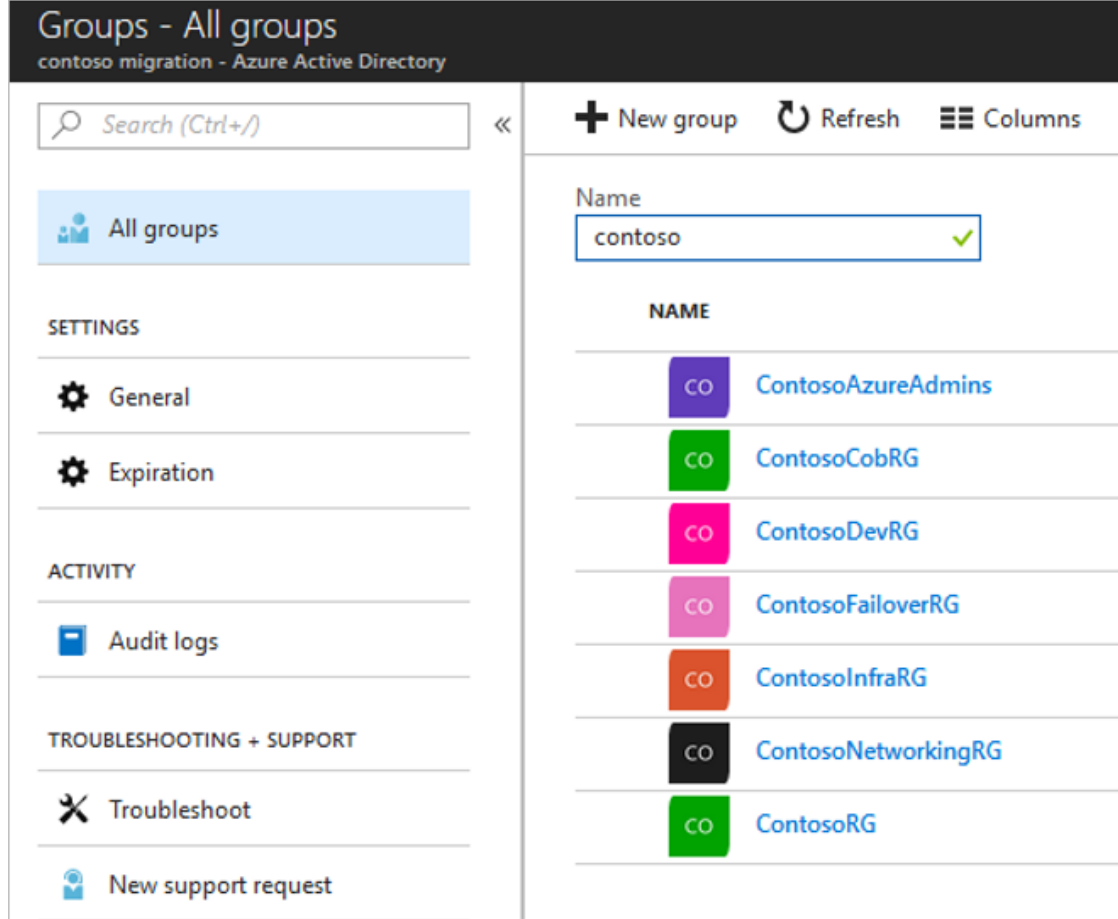 Groups - All groups
contoso migration - Azure Active Directory
Search (Ctrl+/)
«
All groups
SETTINGS
General
Expiration
ACTIVITY
Audit logs
TROUBLESHOOTING + SUPPORT
Troubleshoot
New support request
New group
Refresh
Columns
Name
contoso
NAME
CO ContosoAzureAdmins
CO ContosoCobRG
CO ContosoDevRG
CO ContosoFailoverRG
CO ContosoInfraRG
CO ContosoNetworkingRG
CO ContosoRG